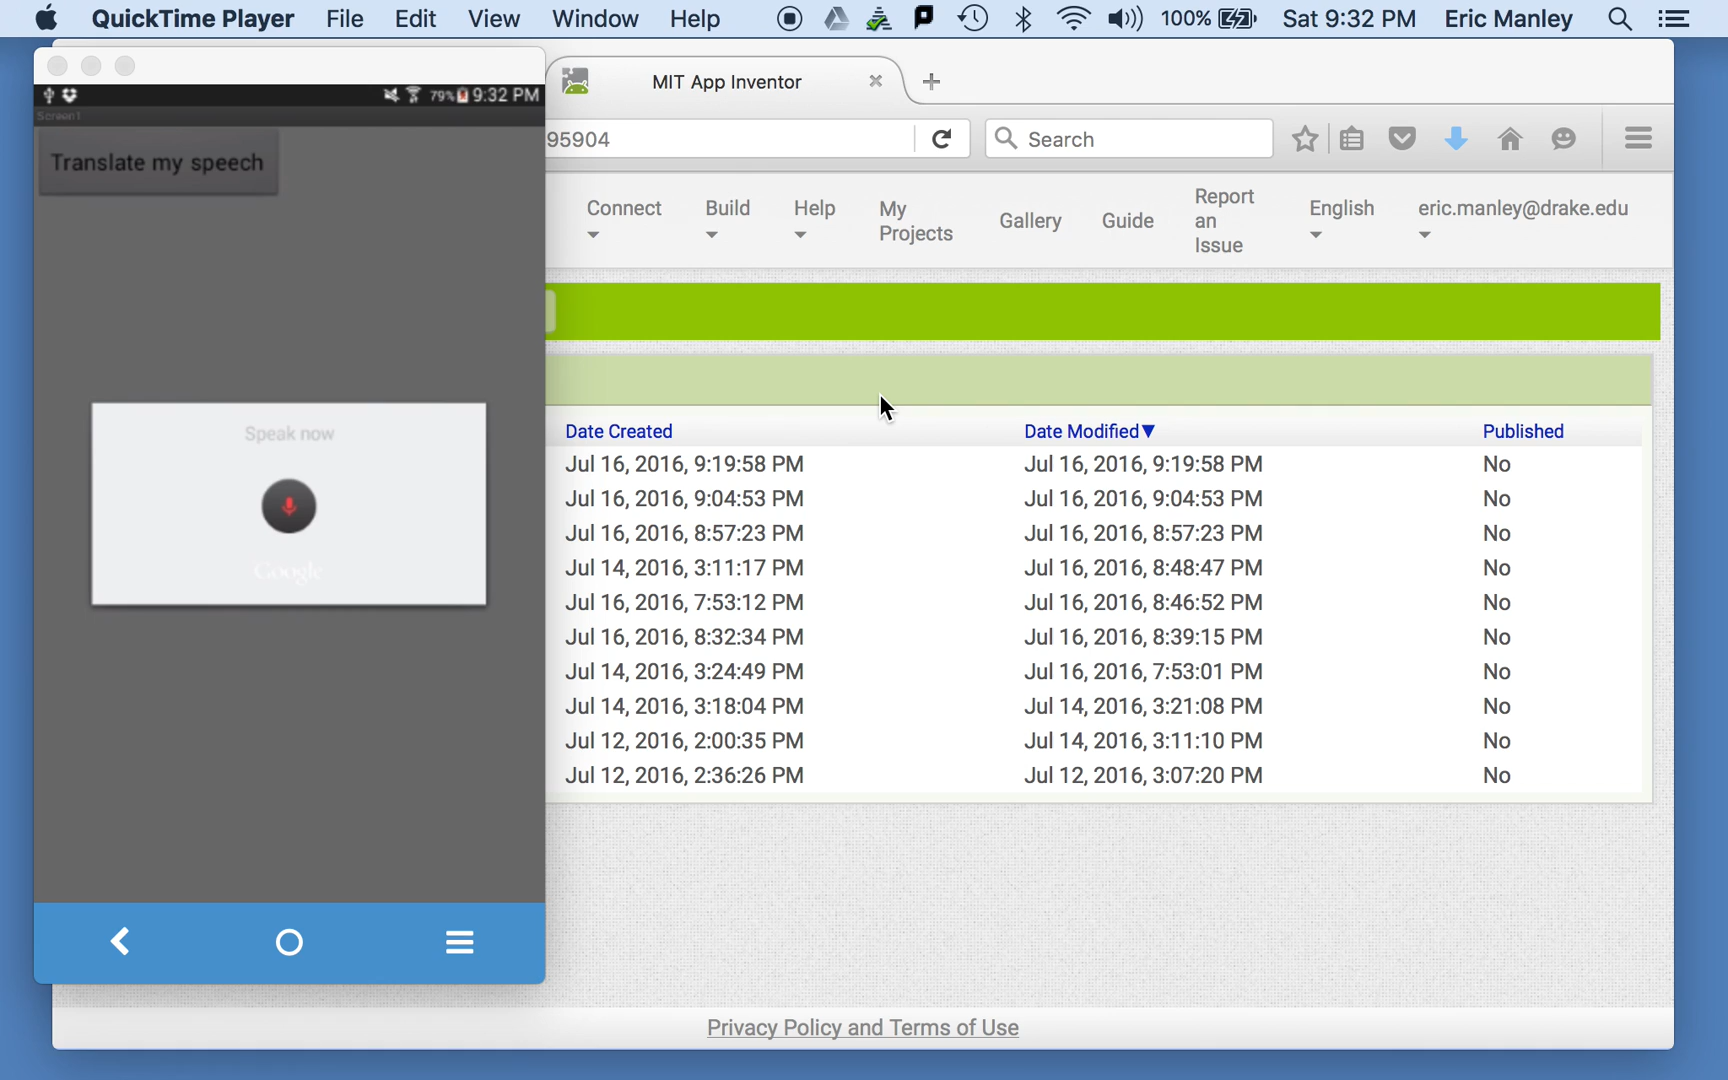 QuickTime Player File Edit View Window Help 100% Sat 9:32 PM Eric Manley
MIT App Inventor
79% 9:32 PM
Screen1
Translate my speech
95904
Search
Connect
Build
Help
My
Projects
Gallery
Guide
Report
an
Issue
English
eric.manley@drake.edu
Speak now
Google
Date Created Date Modified▼ Published
Jul 16, 2016, 9:19:58 PM Jul 16, 2016, 9:19:58 PM No
Jul 16, 2016, 9:04:53 PM Jul 16, 2016, 9:04:53 PM No
Jul 16, 2016, 8:57:23 PM Jul 16, 2016, 8:57:23 PM No
Jul 14, 2016, 3:11:17 PM Jul 16, 2016, 8:48:47 PM No
Jul 16, 2016, 7:53:12 PM Jul 16, 2016, 8:46:52 PM No
Jul 16, 2016, 8:32:34 PM Jul 16, 2016, 8:39:15 PM No
Jul 14, 2016, 3:24:49 PM Jul 16, 2016, 7:53:01 PM No
Jul 14, 2016, 3:18:04 PM Jul 14, 2016, 3:21:08 PM No
Jul 12, 2016, 2:00:35 PM Jul 14, 2016, 3:11:10 PM No
Jul 12, 2016, 2:36:26 PM Jul 12, 2016, 3:07:20 PM No
Privacy Policy and Terms of Use